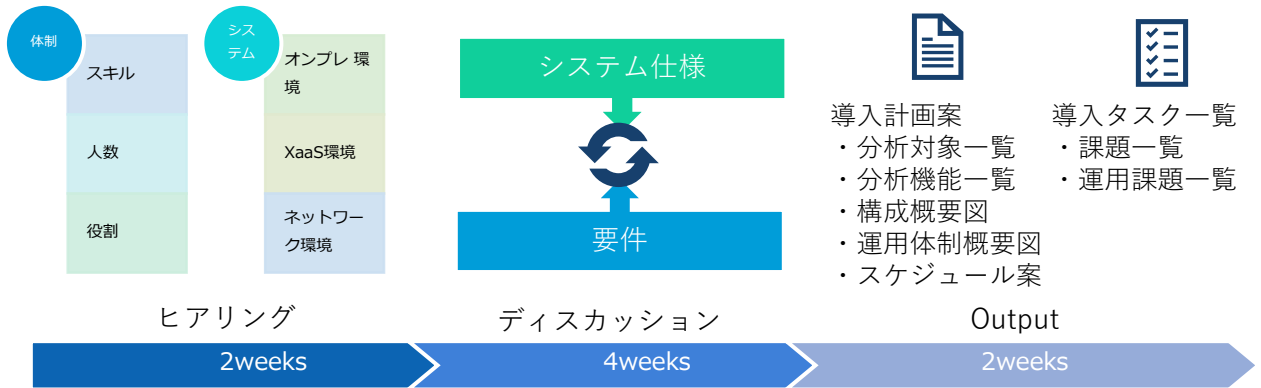 体制
スキル
人数
役割
シス
テム
オンプレ 環
境
XaaS環境
ネットワー
ク環境
システム仕様
要件
導入計画案
・分析対象一覧
・分析機能一覧
・構成概要図
・運用体制概要図
・スケジュール案
導入タスク一覧
・課題一覧
・運用課題一覧
ヒアリング
ディスカッション
Output
2weeks
4weeks
2weeks